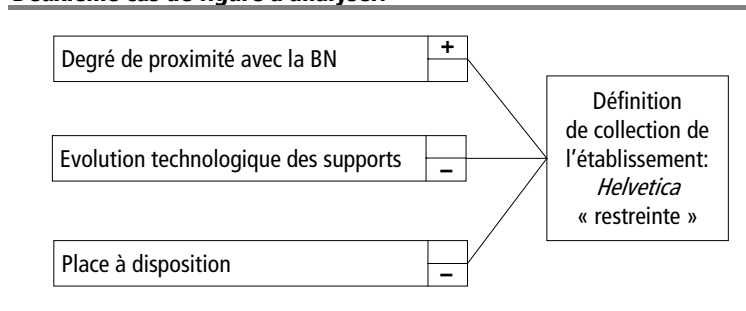 Deuxième cas de figure à analyser:
Degré de proximité avec la BN
+
Evolution technologique des supports
–
Place à disposition
–
Définition
de collection de
l'établissement:
Helvetica
« restreinte »